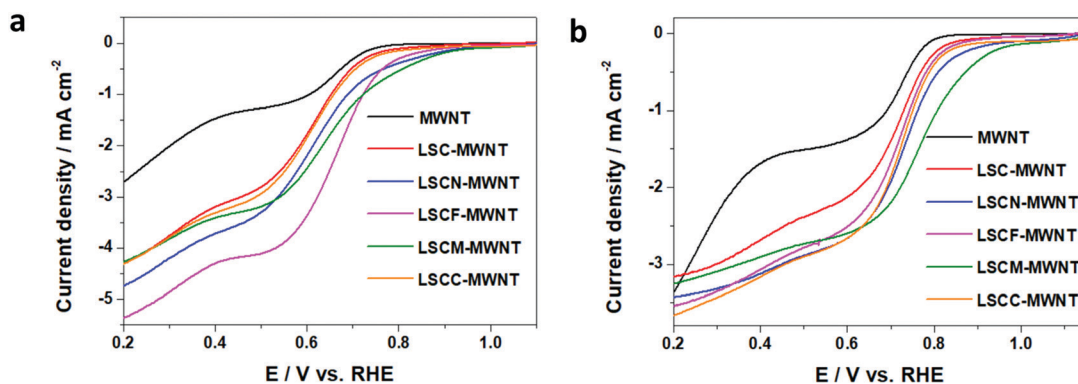 a
0
-1
-2
-3
-4
-5
0.2 0.4 0.6 0.8 1.0
Current density / mA cm⁻²
E / V vs. RHE
MWNT
LSC-MWNT
LSCN-MWNT
LSCF-MWNT
LSCM-MWNT
LSCC-MWNT
b
0
-1
-2
-3
0.2 0.4 0.6 0.8 1.0
Current density / mA cm⁻²
E / V vs. RHE
MWNT
LSC-MWNT
LSCN-MWNT
LSCF-MWNT
LSCM-MWNT
LSCC-MWNT